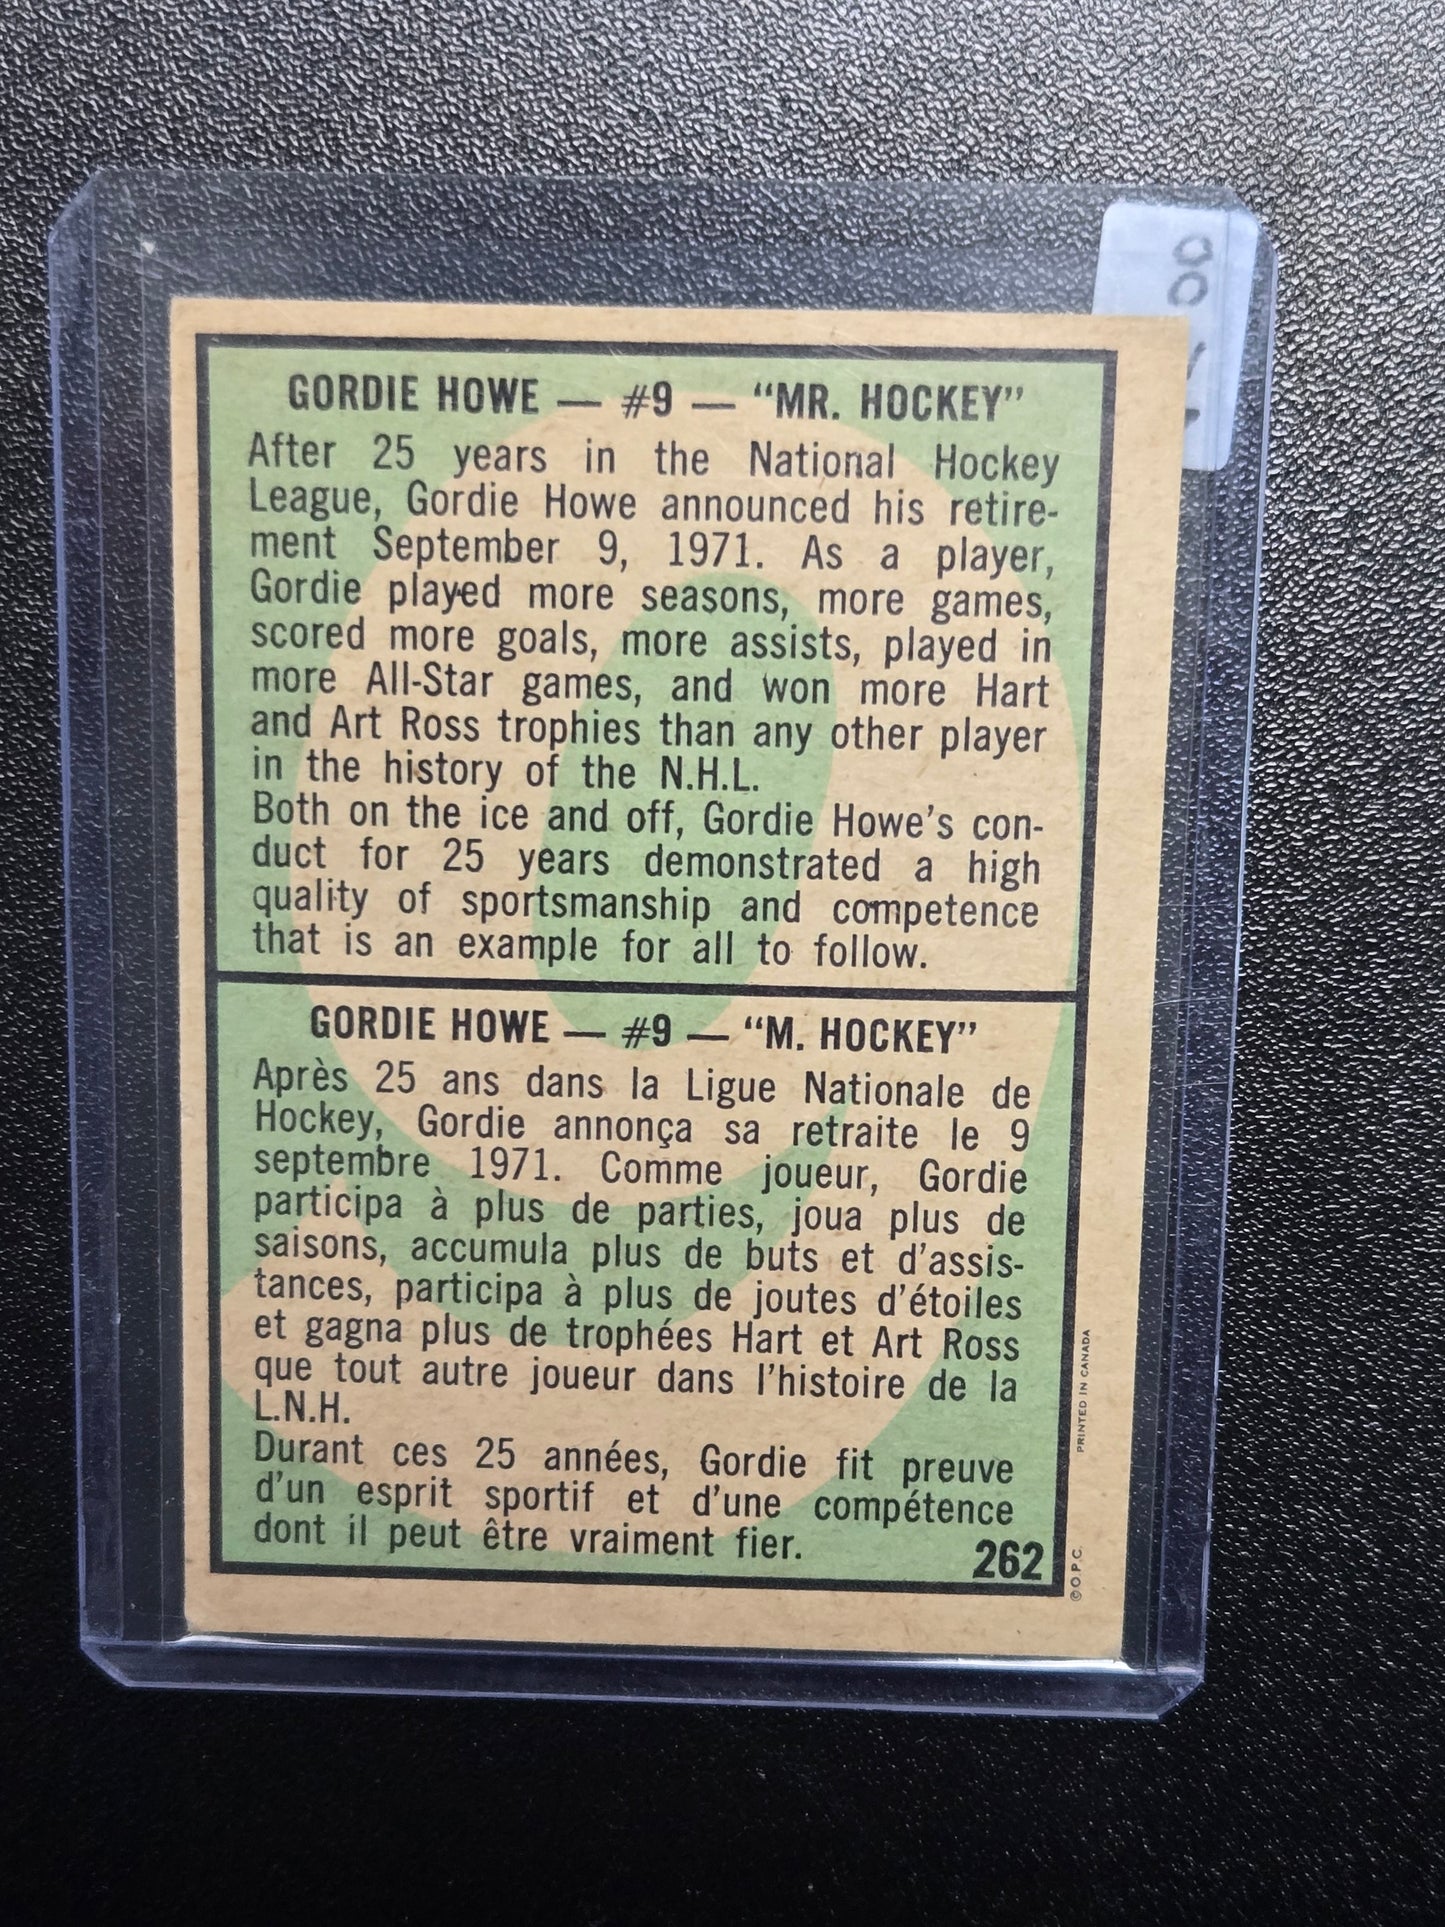 GORDIE HOWE — #9 — “MR. HOCKEY”
After 25 years in the National Hockey
League, Gordie Howe announced his retire-
ment September 9, 1971. As a player,
Gordie played more seasons, more games,
scored more goals, more assists, played in
more All-Star games, and won more Hart
and Art Ross trophies than any other player
in the history of the N.H.L.
Both on the ice and off, Gordie Howe’s con-
duct for 25 years demonstrated a high
quality of sportsmanship and competence
that is an example for all to follow.
GORDIE HOWE — #9 — “M. HOCKEY”
Après 25 ans dans la Ligue Nationale de
Hockey, Gordie annonça sa retraite le 9
septembre 1971. Comme joueur, Gordie
participa à plus de parties, joua plus de
saisons, accumula plus de buts et d’assis-
tances, participa à plus de joutes d’étoiles
et gagna plus de trophées Hart et Art Ross
que tout autre joueur dans l’histoire de la
L.N.H.
Durant ces 25 années, Gordie fit preuve
d’un esprit sportif et d’une compétence
dont il peut être vraiment fier.
262
©O.P.C. PRINTED IN CANADA